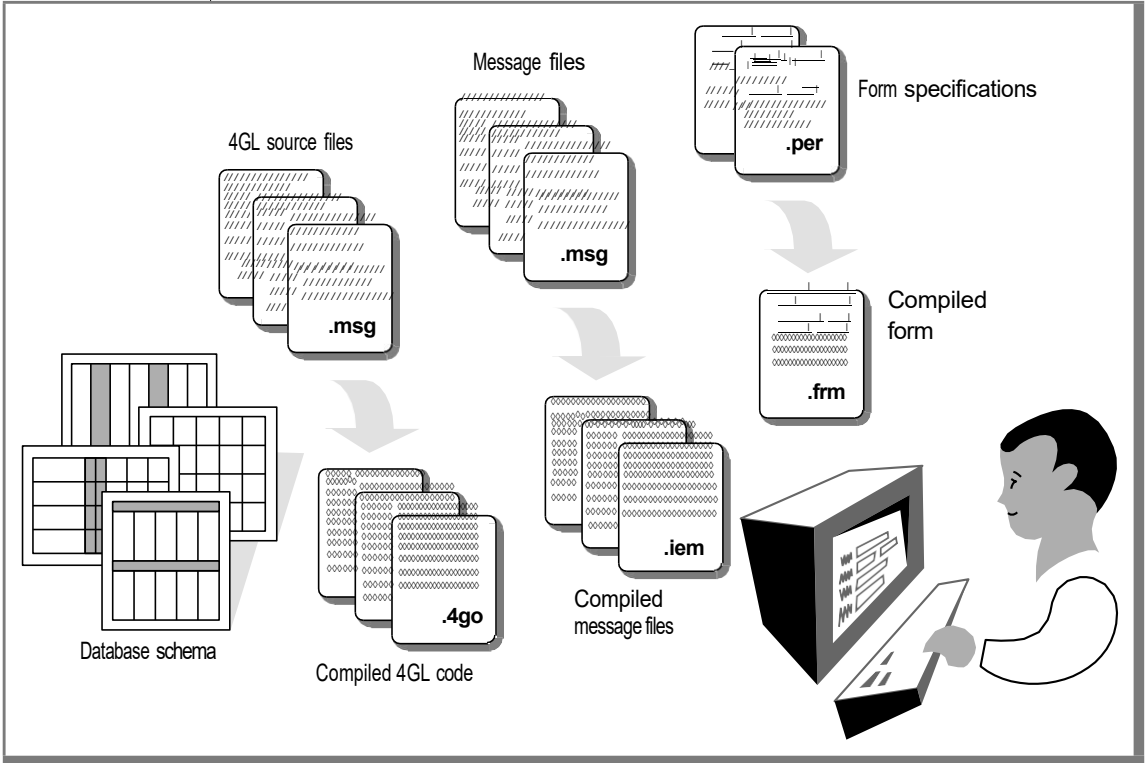 Message files
Form specifications
.per
4GL source files
.msg
.msg
Compiled
form
.frm
.iem
.4go
Compiled
message files
Database schema
Compiled 4GL code